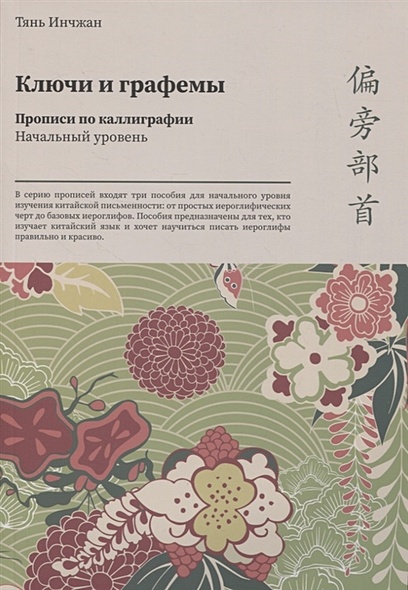 Тянь Инчжан
Ключи и графемы
Прописи по каллиграфии
Начальный уровень
В серию прописей входят три пособия для начального уровня
изучения китайской письменности: от простых иероглифических
черт до базовых иероглифов. Пособия предназначены для тех, кто
изучает китайский язык и хочет научиться писать иероглифы
правильно и красиво.
偏旁部首